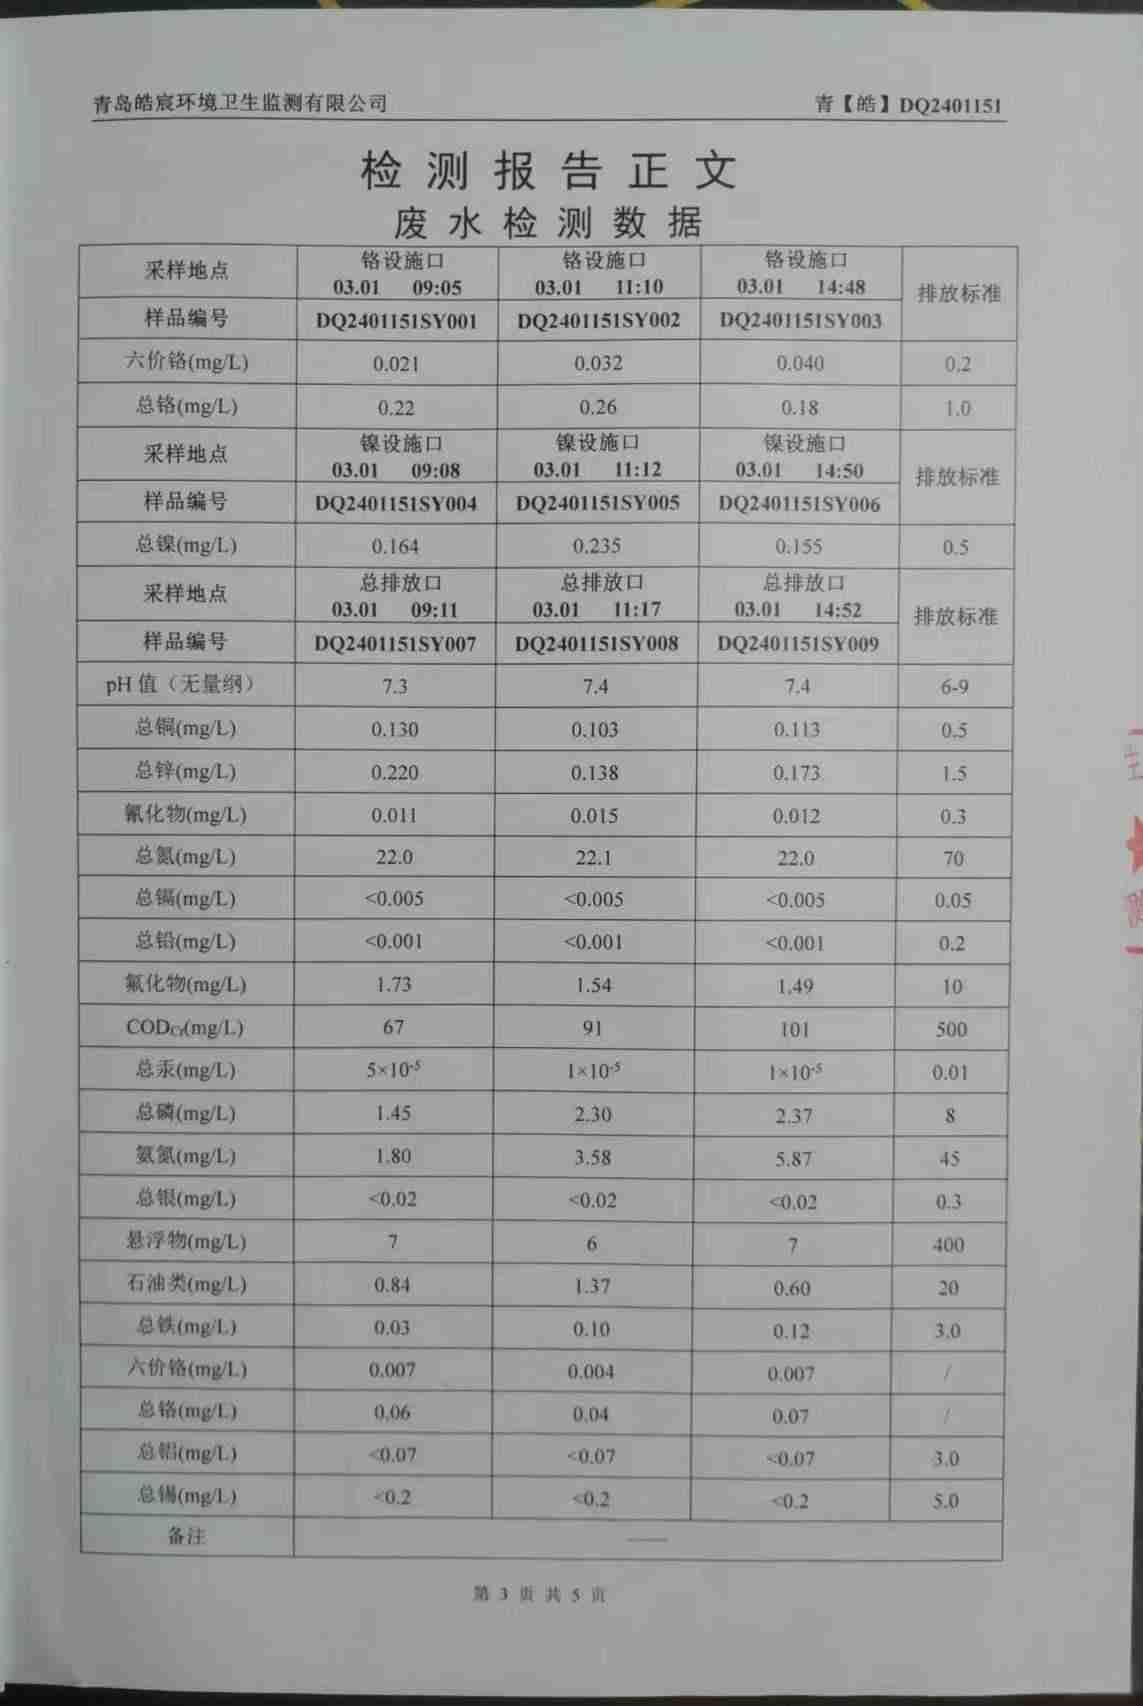 青岛皓宸环境卫生监测有限公司 青【皓】DQ2401151
检测报告正文
废水检测数据
采样地点 铬设施口 03.01 09:05 铬设施口 03.01 11:10 铬设施口 03.01 14:48 排放标准
样品编号 DQ2401151SY001 DQ2401151SY002 DQ2401151SY003
六价铬(mg/L) 0.021 0.032 0.040 0.2
总铬(mg/L) 0.22 0.26 0.18 1.0
采样地点 镍设施口 03.01 09:08 镍设施口 03.01 11:12 镍设施口 03.01 14:50 排放标准
样品编号 DQ2401151SY004 DQ2401151SY005 DQ2401151SY006
总镍(mg/L) 0.164 0.235 0.155 0.5
采样地点 总排放口 03.01 09:11 总排放口 03.01 11:17 总排放口 03.01 14:52 排放标准
样品编号 DQ2401151SY007 DQ2401151SY008 DQ2401151SY009
pH值（无量纲） 7.3 7.4 7.4 6-9
总铜(mg/L) 0.130 0.103 0.113 0.5
总锌(mg/L) 0.220 0.138 0.173 1.5
氰化物(mg/L) 0.011 0.015 0.012 0.3
总氮(mg/L) 22.0 22.1 22.0 70
总镉(mg/L) <0.005 <0.005 <0.005 0.05
总铅(mg/L) <0.001 <0.001 <0.001 0.2
氟化物(mg/L) 1.73 1.54 1.49 10
CODCr(mg/L) 67 91 101 500
总汞(mg/L) 5×10⁻⁵ 1×10⁻⁵ 1×10⁻⁵ 0.01
总磷(mg/L) 1.45 2.30 2.37 8
氨氮(mg/L) 1.80 3.58 5.87 45
总银(mg/L) <0.02 <0.02 <0.02 0.3
悬浮物(mg/L) 7 6 7 400
石油类(mg/L) 0.84 1.37 0.60 20
总铁(mg/L) 0.03 0.10 0.12 3.0
六价铬(mg/L) 0.007 0.004 0.007 /
总铬(mg/L) 0.06 0.04 0.07 /
总铝(mg/L) <0.07 <0.07 <0.07 3.0
总锡(mg/L) <0.2 <0.2 <0.2 5.0
备注 ——
第 3 页 共 5 页